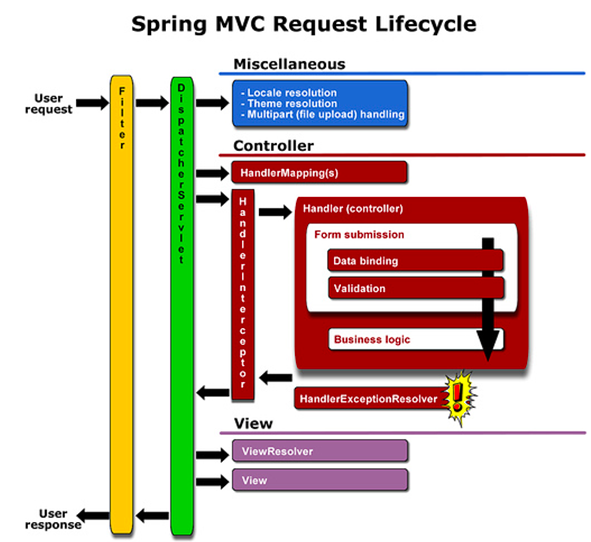 Spring MVC Request Lifecycle
Miscellaneous
User
request
Filter
DispatcherServlet
- Locale resolution
- Theme resolution
- Multipart (file upload) handling
Controller
HandlerMapping(s)
HandlerInterceptor
Handler (controller)
Form submission
Data binding
Validation
Business logic
HandlerExceptionResolver
!
View
ViewResolver
View
User
response